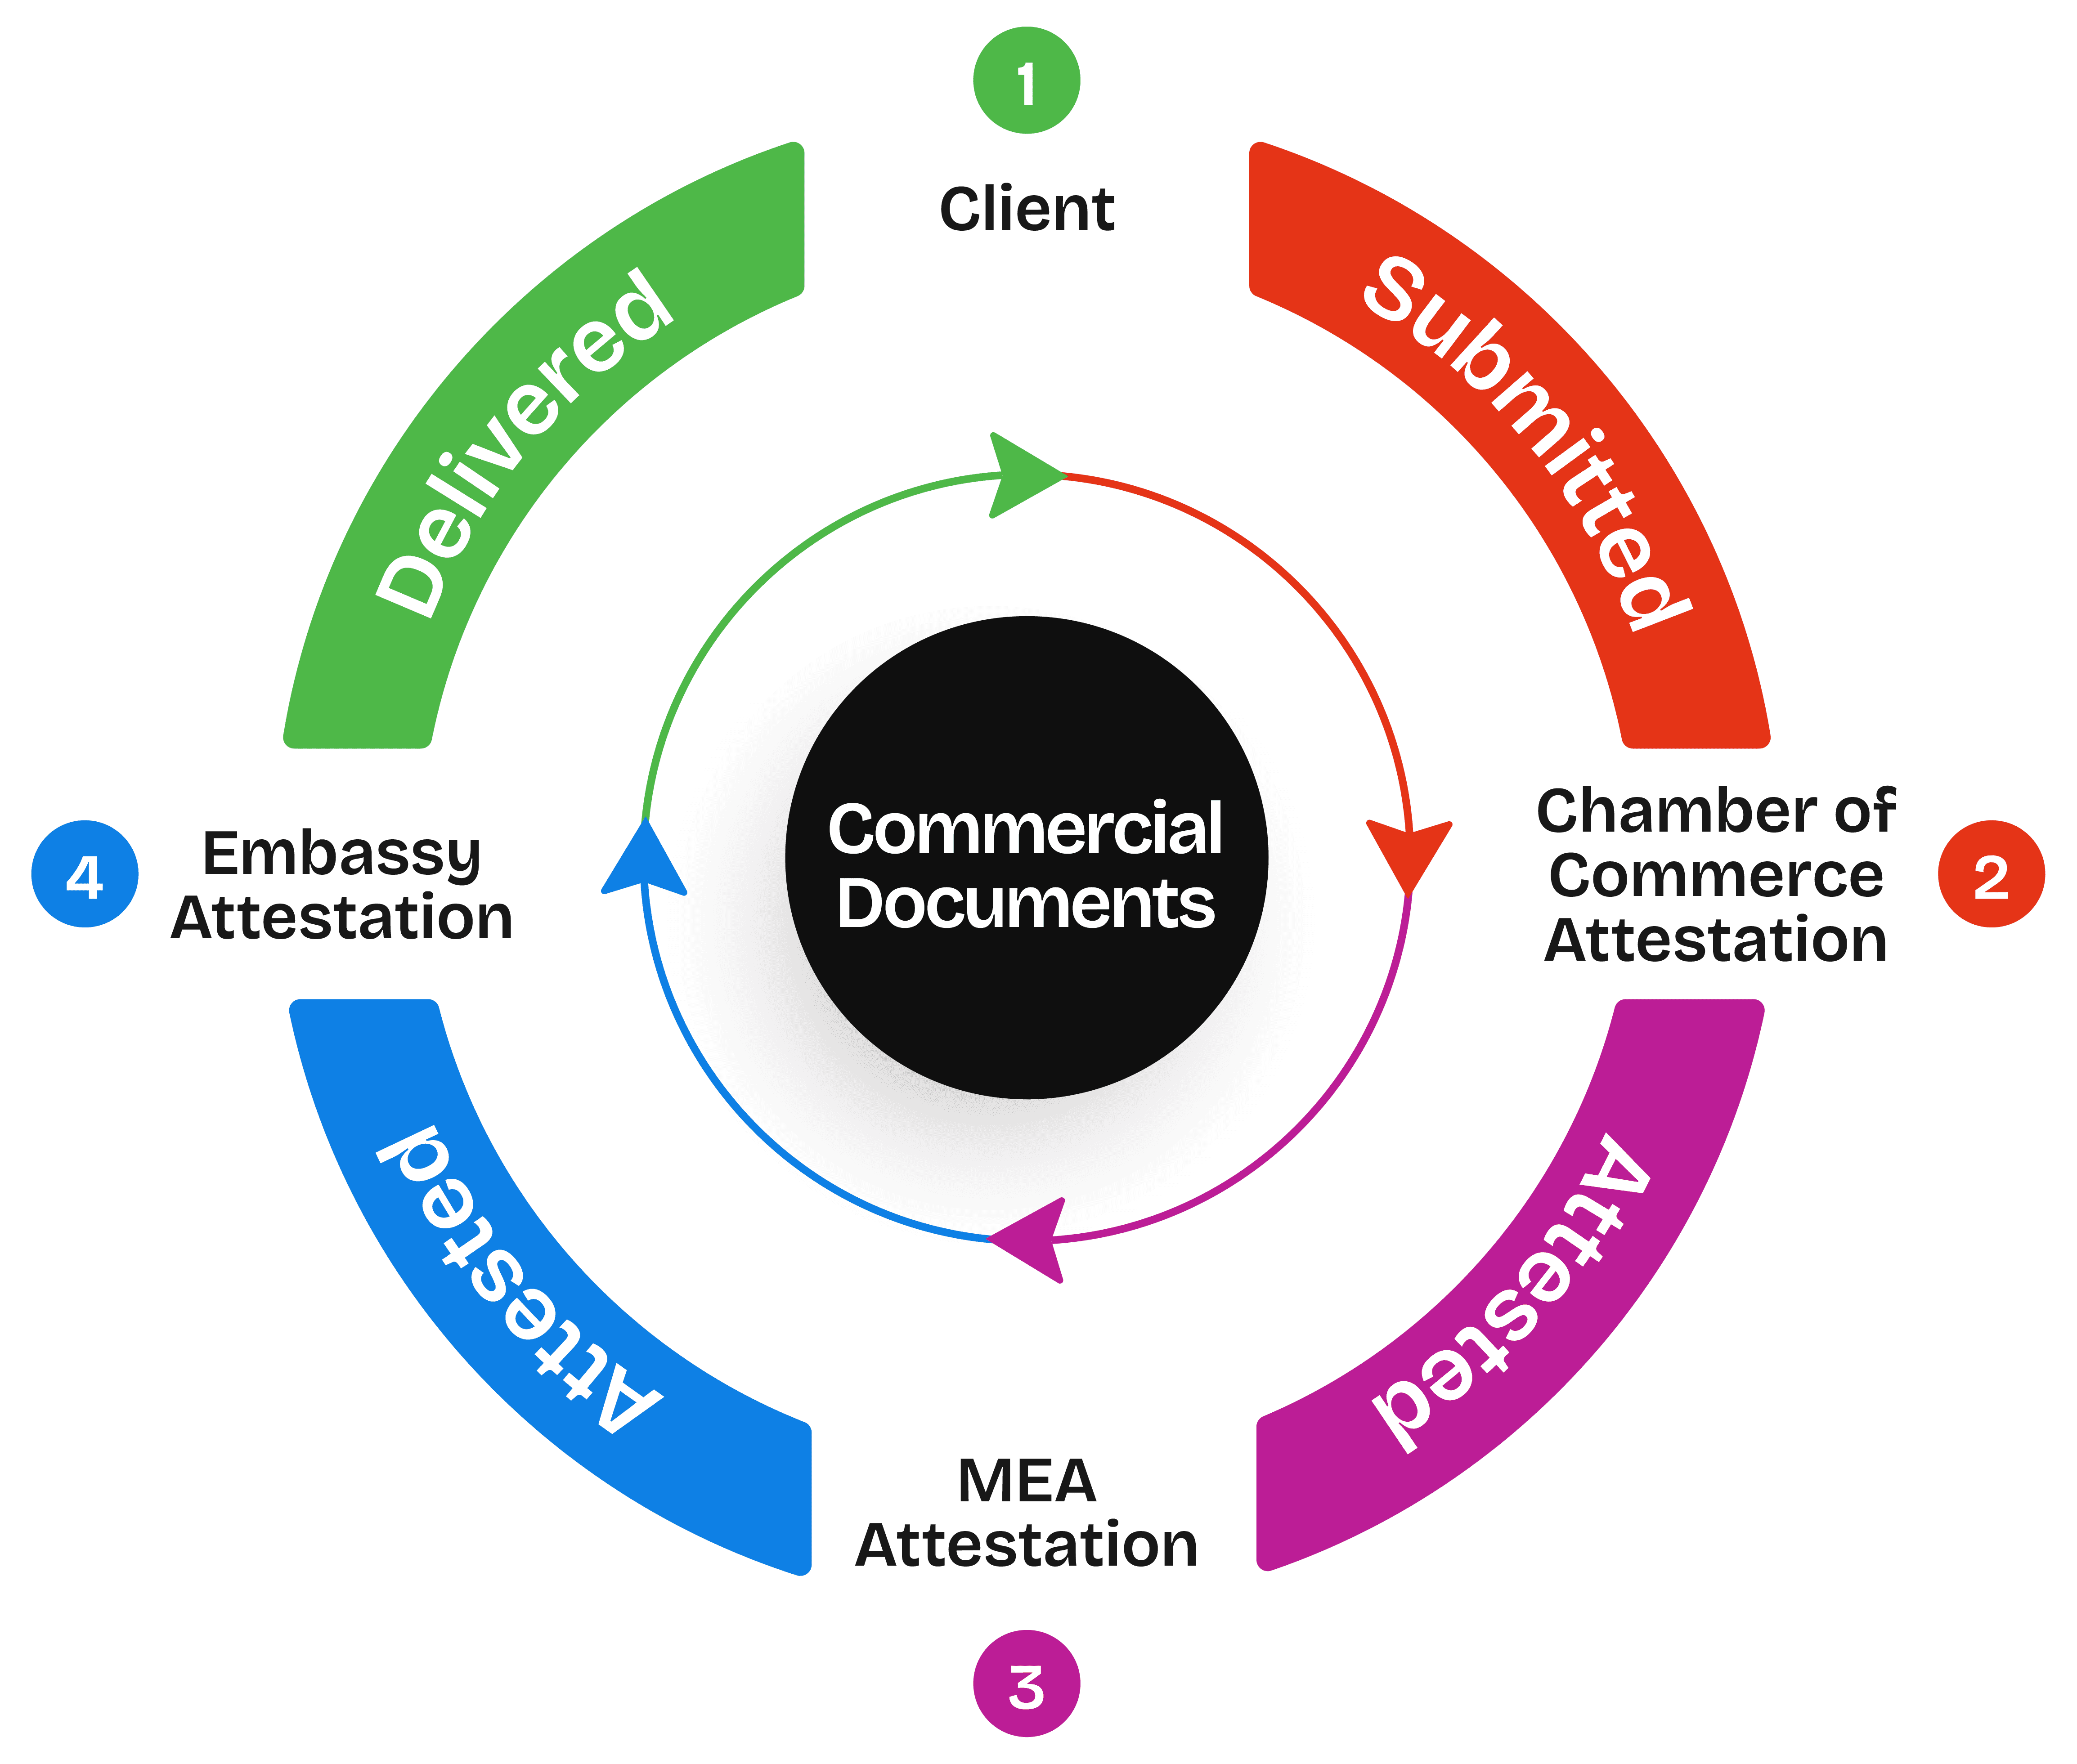 1
Client
Submitted
Chamber of
Commerce
Attestation
2
Attested
MEA
Attestation
3
Attested
Embassy
Attestation
4
Delivered
Commercial
Documents